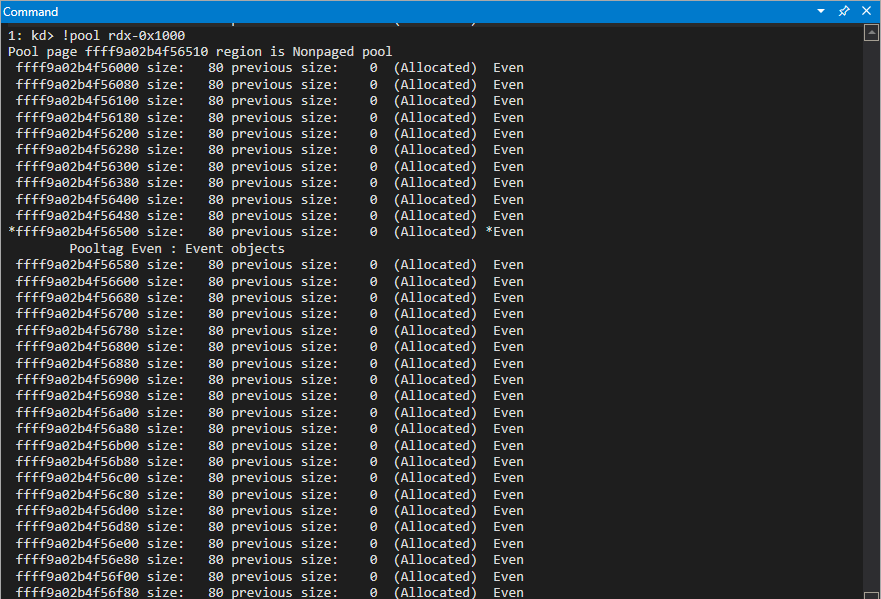 Command
1: kd> !pool rdx-0x1000
Pool page ffff9a02b4f56510 region is Nonpaged pool
 ffff9a02b4f56000 size:   80 previous size:    0  (Allocated)  Even
 ffff9a02b4f56080 size:   80 previous size:    0  (Allocated)  Even
 ffff9a02b4f56100 size:   80 previous size:    0  (Allocated)  Even
 ffff9a02b4f56180 size:   80 previous size:    0  (Allocated)  Even
 ffff9a02b4f56200 size:   80 previous size:    0  (Allocated)  Even
 ffff9a02b4f56280 size:   80 previous size:    0  (Allocated)  Even
 ffff9a02b4f56300 size:   80 previous size:    0  (Allocated)  Even
 ffff9a02b4f56380 size:   80 previous size:    0  (Allocated)  Even
 ffff9a02b4f56400 size:   80 previous size:    0  (Allocated)  Even
 ffff9a02b4f56480 size:   80 previous size:    0  (Allocated)  Even
*ffff9a02b4f56500 size:   80 previous size:    0  (Allocated) *Even
        Pooltag Even : Event objects
 ffff9a02b4f56580 size:   80 previous size:    0  (Allocated)  Even
 ffff9a02b4f56600 size:   80 previous size:    0  (Allocated)  Even
 ffff9a02b4f56680 size:   80 previous size:    0  (Allocated)  Even
 ffff9a02b4f56700 size:   80 previous size:    0  (Allocated)  Even
 ffff9a02b4f56780 size:   80 previous size:    0  (Allocated)  Even
 ffff9a02b4f56800 size:   80 previous size:    0  (Allocated)  Even
 ffff9a02b4f56880 size:   80 previous size:    0  (Allocated)  Even
 ffff9a02b4f56900 size:   80 previous size:    0  (Allocated)  Even
 ffff9a02b4f56980 size:   80 previous size:    0  (Allocated)  Even
 ffff9a02b4f56a00 size:   80 previous size:    0  (Allocated)  Even
 ffff9a02b4f56a80 size:   80 previous size:    0  (Allocated)  Even
 ffff9a02b4f56b00 size:   80 previous size:    0  (Allocated)  Even
 ffff9a02b4f56b80 size:   80 previous size:    0  (Allocated)  Even
 ffff9a02b4f56c00 size:   80 previous size:    0  (Allocated)  Even
 ffff9a02b4f56c80 size:   80 previous size:    0  (Allocated)  Even
 ffff9a02b4f56d00 size:   80 previous size:    0  (Allocated)  Even
 ffff9a02b4f56d80 size:   80 previous size:    0  (Allocated)  Even
 ffff9a02b4f56e00 size:   80 previous size:    0  (Allocated)  Even
 ffff9a02b4f56e80 size:   80 previous size:    0  (Allocated)  Even
 ffff9a02b4f56f00 size:   80 previous size:    0  (Allocated)  Even
 ffff9a02b4f56f80 size:   80 previous size:    0  (Allocated)  Even